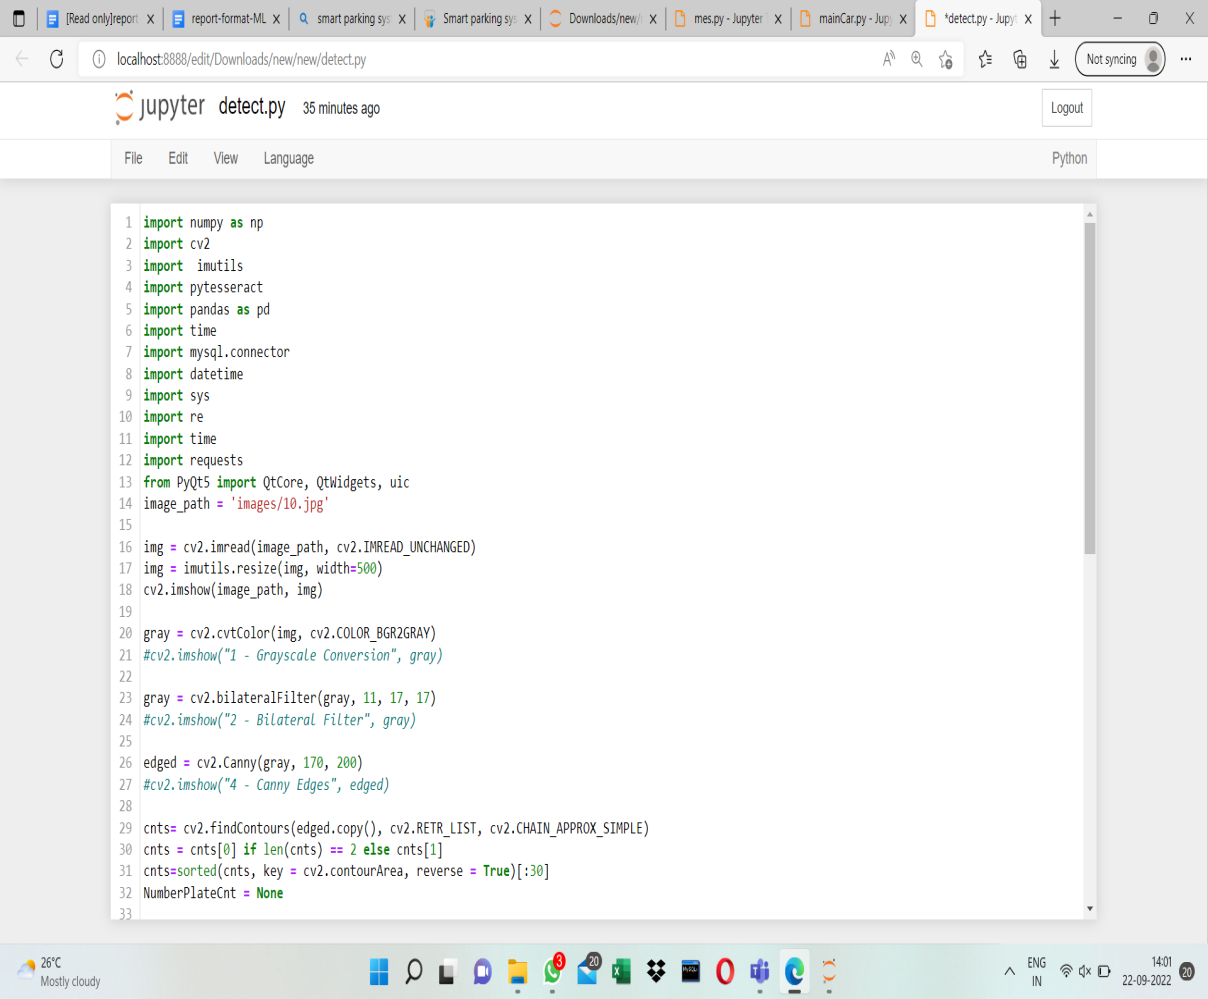 [Read only]report
report-format-ML
smart parking sys
Smart parking sys
Downloads/new/
mes.py - Jupyter
mainCar.py - Jup
*detect.py - Jupyt
localhost:8888/edit/Downloads/new/new/detect.py
Not syncing
jupyter detect.py 35 minutes ago
Logout
File Edit View Language
Python
1 import numpy as np
2 import cv2
3 import  imutils
4 import pytesseract
5 import pandas as pd
6 import time
7 import mysql.connector
8 import datetime
9 import sys
10 import re
11 import time
12 import requests
13 from PyQt5 import QtCore, QtWidgets, uic
14 image_path = 'images/10.jpg'
15
16 img = cv2.imread(image_path, cv2.IMREAD_UNCHANGED)
17 img = imutils.resize(img, width=500)
18 cv2.imshow(image_path, img)
19
20 gray = cv2.cvtColor(img, cv2.COLOR_BGR2GRAY)
21 #cv2.imshow("1 - Grayscale Conversion", gray)
22
23 gray = cv2.bilateralFilter(gray, 11, 17, 17)
24 #cv2.imshow("2 - Bilateral Filter", gray)
25
26 edged = cv2.Canny(gray, 170, 200)
27 #cv2.imshow("4 - Canny Edges", edged)
28
29 cnts= cv2.findContours(edged.copy(), cv2.RETR_LIST, cv2.CHAIN_APPROX_SIMPLE)
30 cnts = cnts[0] if len(cnts) == 2 else cnts[1]
31 cnts=sorted(cnts, key = cv2.contourArea, reverse = True)[:30]
32 NumberPlateCnt = None
33
26°C
Mostly cloudy
3
20
ENG
IN
14:01
22-09-2022
20